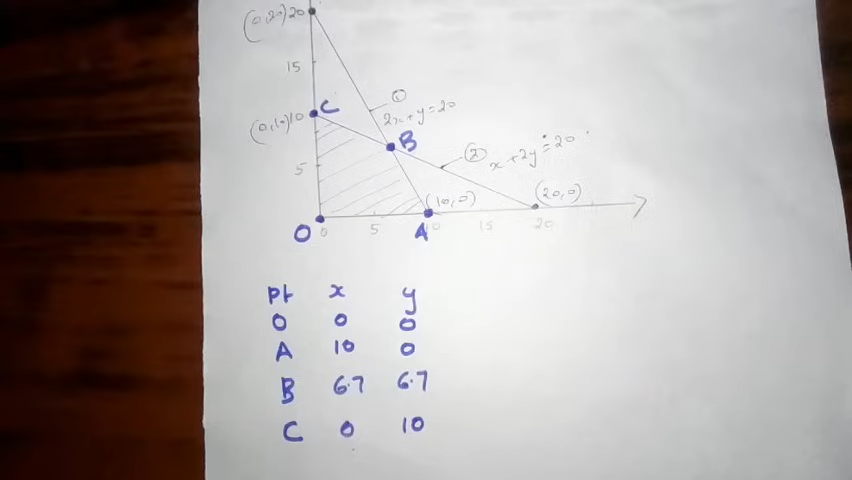 (0,20) 20
15
①
2x+y=20
C
(0,10) 10
B
② x+2y=20
5
(10,0) (20,0)
O 0 5 A 10 15 20
pt x y
O 0 0
A 10 0
B 6.7 6.7
C 0 10